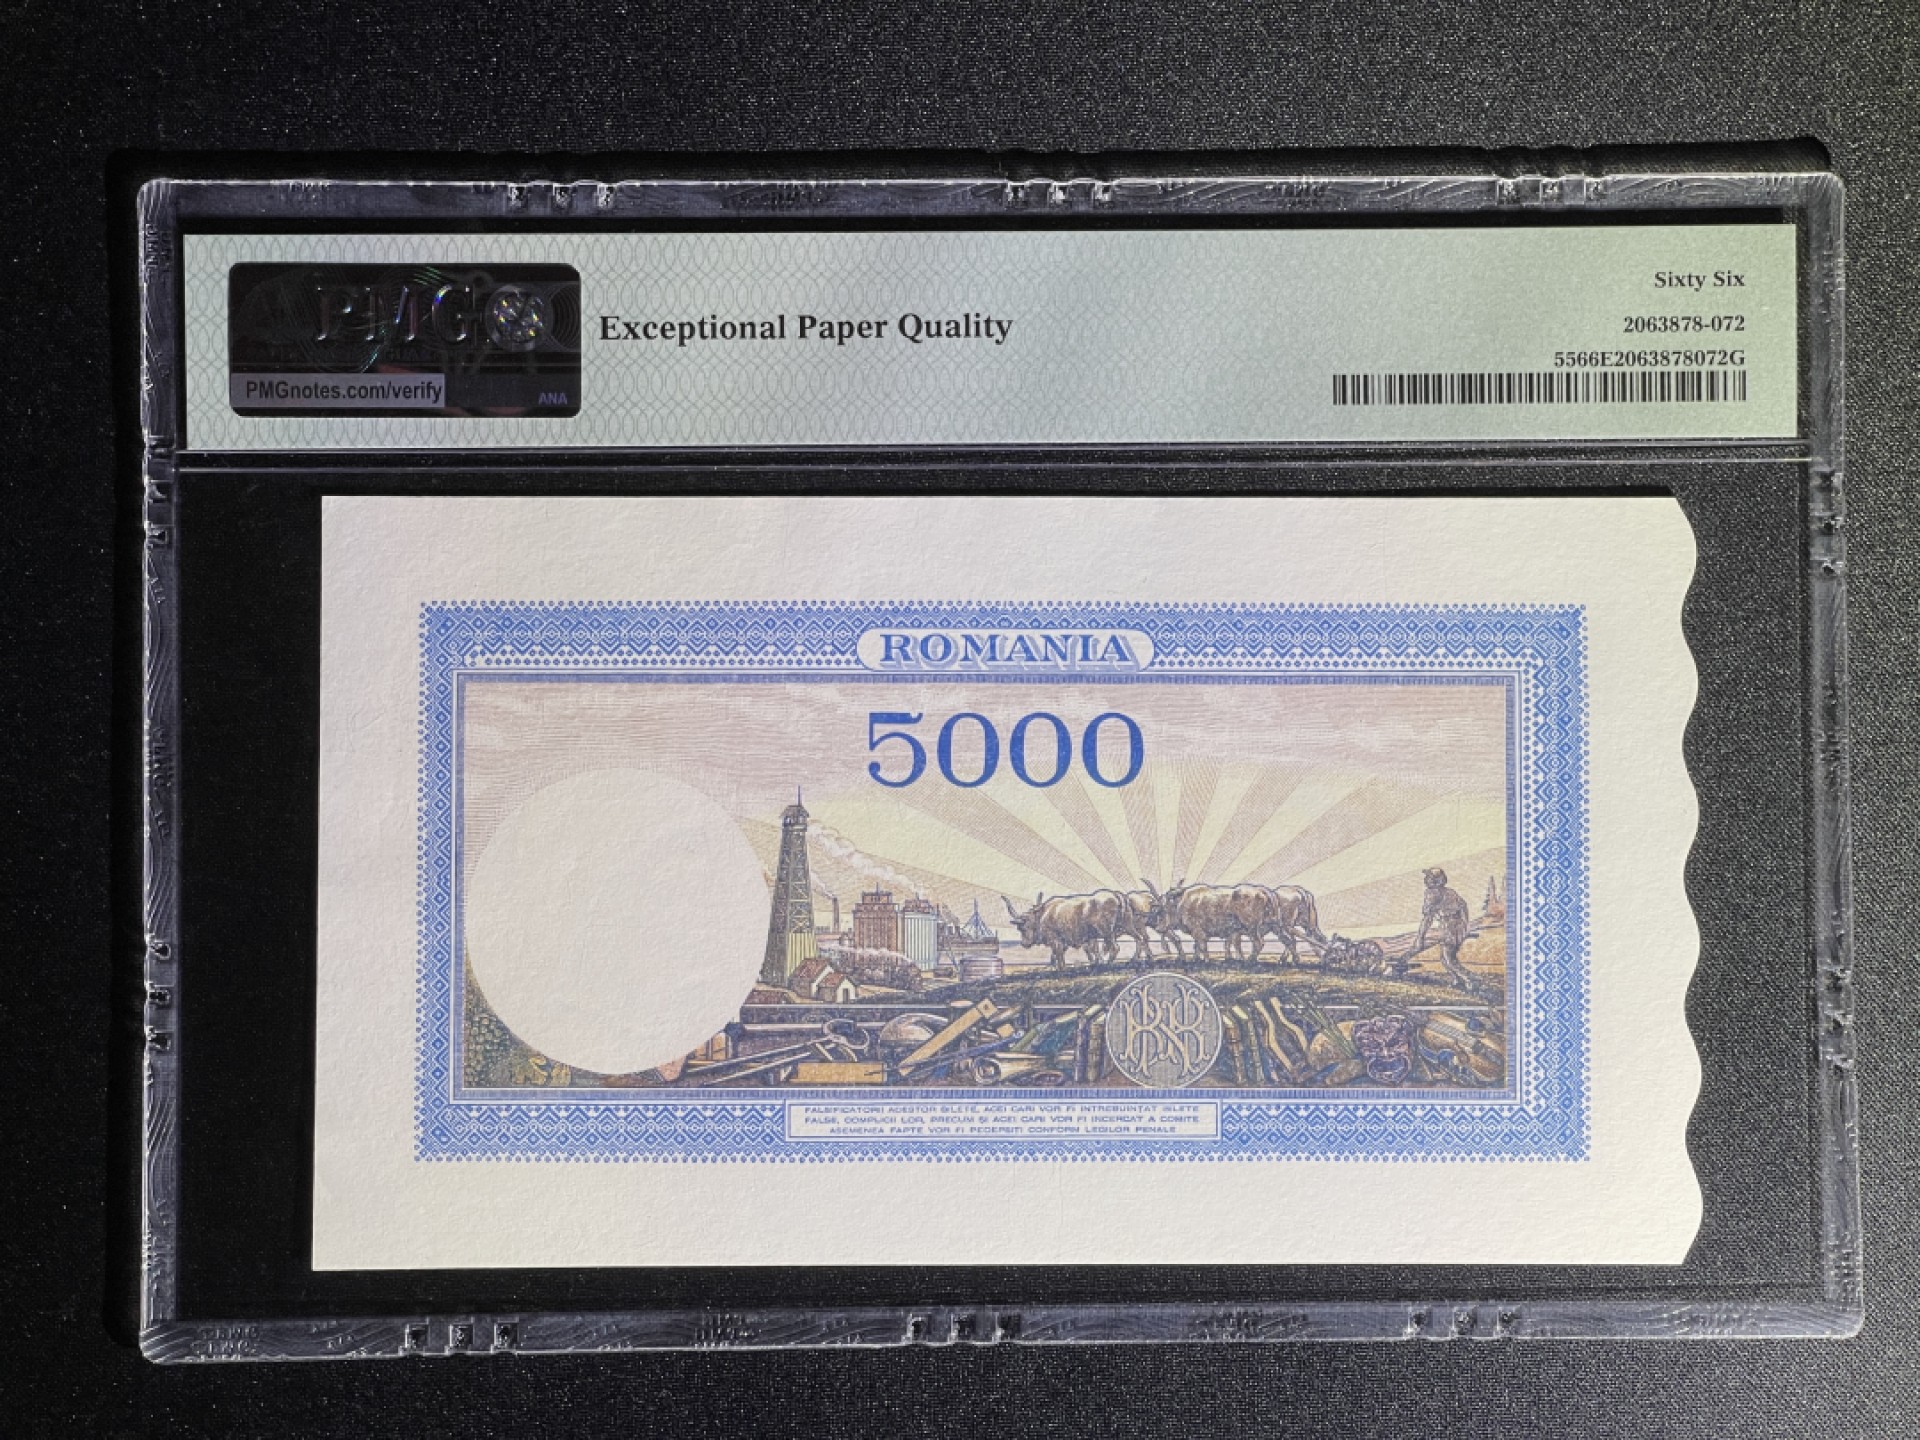 PMG
PMGnotes.com/verify
ANA
Exceptional Paper Quality
Sixty Six
2063878-072
5566E2063878072G
ROMANIA
5000
BNR
FALSIFICATORII ACESTOR BILETE, ACEI CARI VOR FI INTREBUINTAT BILETE
FALSE, COMPLICII LOR, PRECUM ȘI ACEI CARI VOR FI INCERCAT A COMITE
ASEMENEA FAPTE VOR FI PEDEPSITI CONFORM LEGILOR PENALE